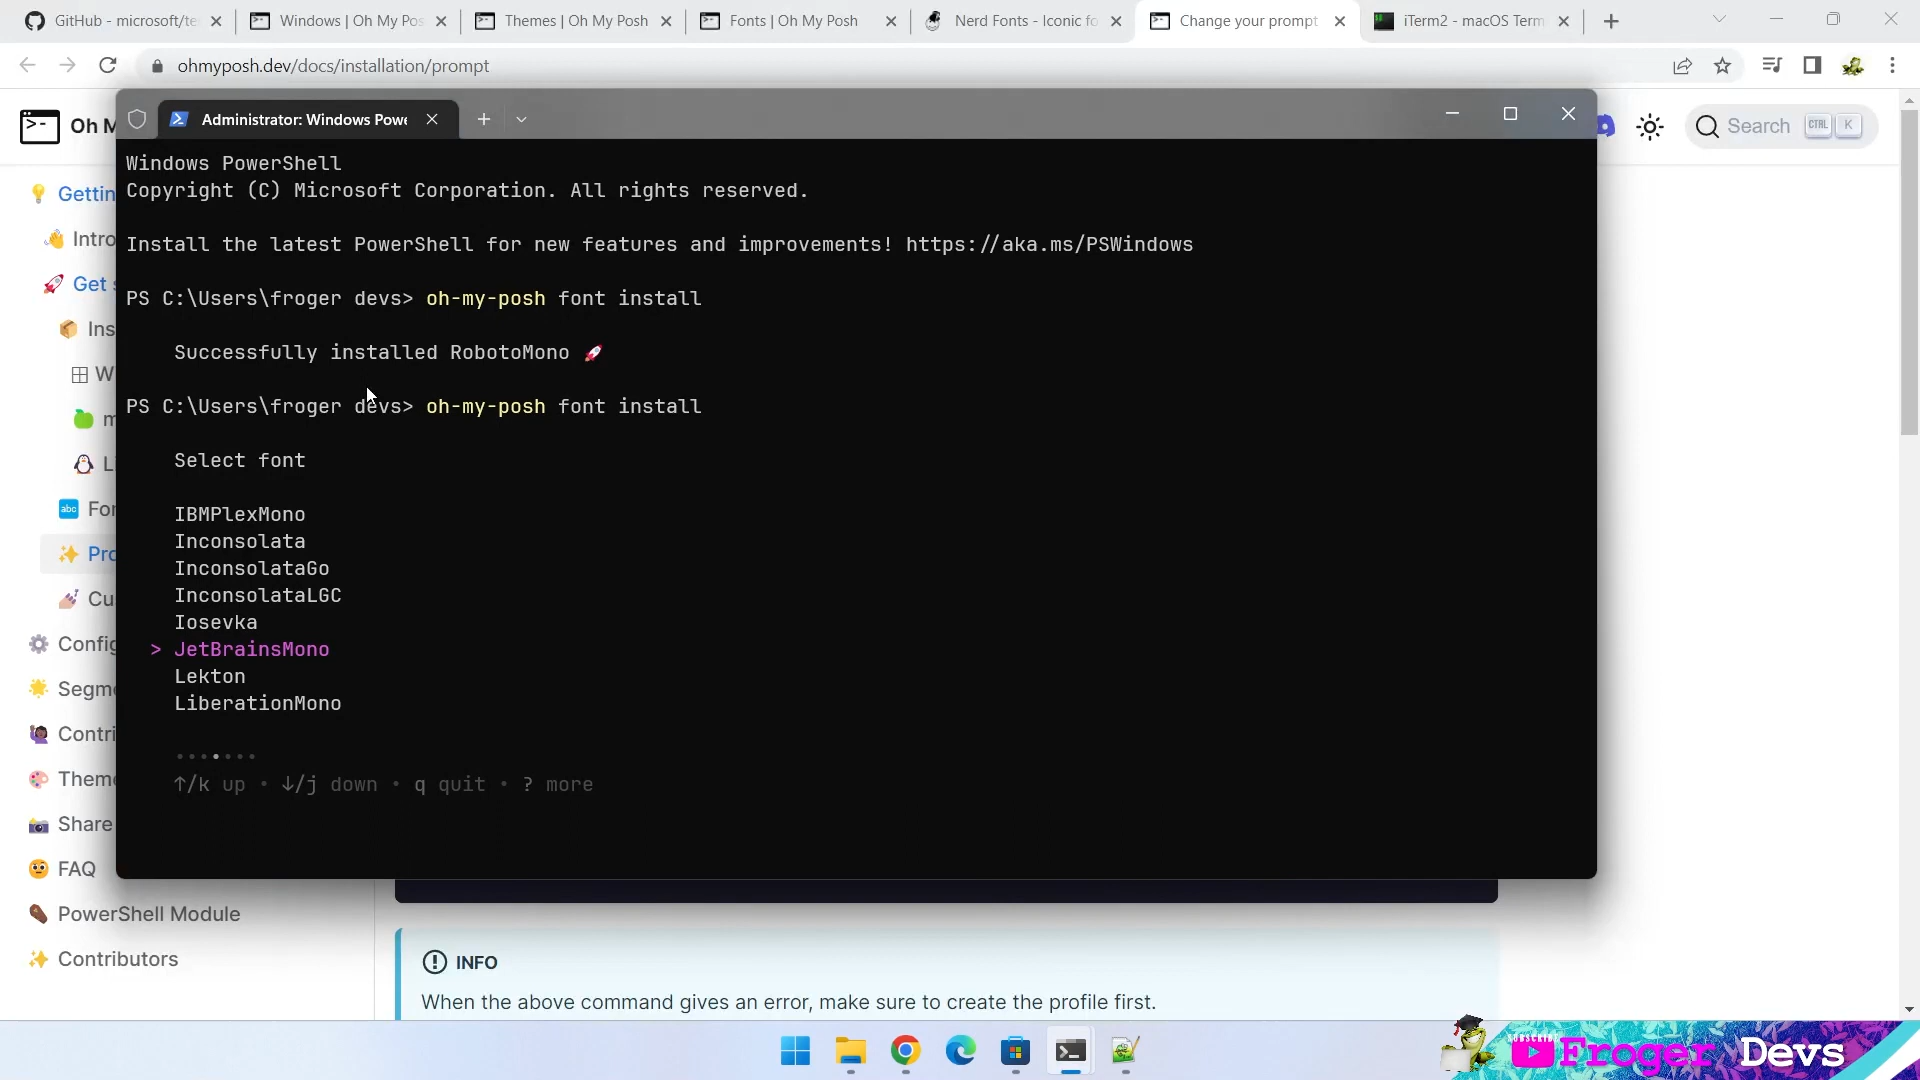 GitHub - microsoft/te
Windows | Oh My Pos
Themes | Oh My Posh
Fonts | Oh My Posh
Nerd Fonts - Iconic fo
Change your prompt
iTerm2 - macOS Term
ohmyposh.dev/docs/installation/prompt
Oh M
Search CTRL K
Administrator: Windows Powe
Windows PowerShell
Copyright (C) Microsoft Corporation. All rights reserved.
Install the latest PowerShell for new features and improvements! https://aka.ms/PSWindows
PS C:\Users\froger devs> oh-my-posh font install
Successfully installed RobotoMono 🚀
PS C:\Users\froger devs> oh-my-posh font install
Select font
IBMPlexMono
Inconsolata
InconsolataGo
InconsolataLGC
Iosevka
> JetBrainsMono
Lekton
LiberationMono
•••••••
↑/k up • ↓/j down • q quit • ? more
Gettin
Intro
Get s
Ins
W
m
Li
abc
For
Pro
Cu
Config
Segme
Contri
Theme
Share
FAQ
PowerShell Module
Contributors
INFO
When the above command gives an error, make sure to create the profile first.
SUBSCRIBE
Froger Devs